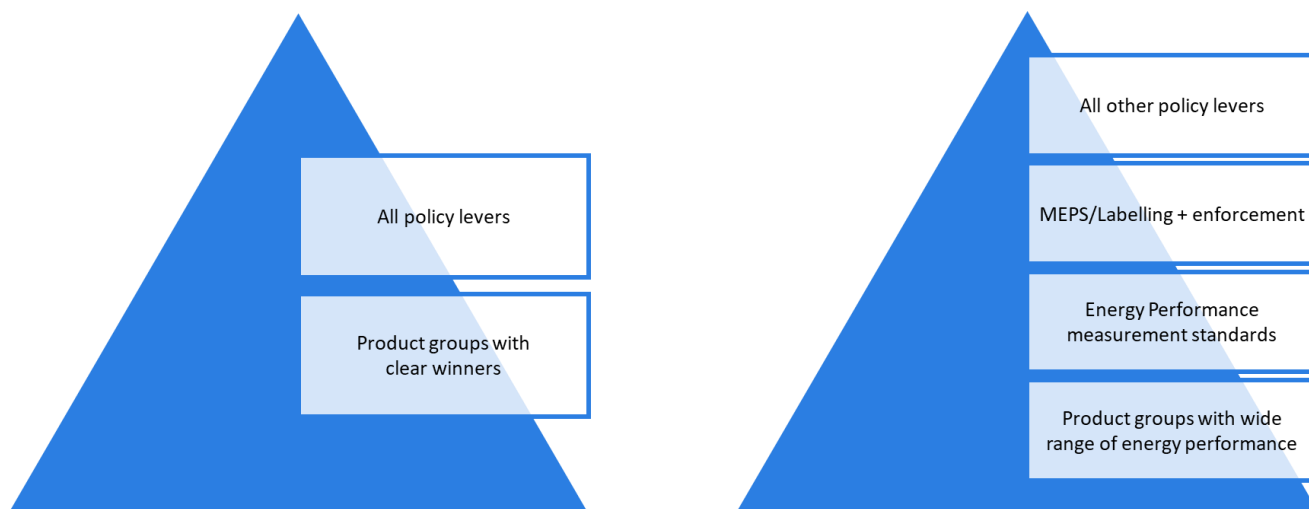 All policy levers
Product groups with
clear winners
All other policy levers
MEPS/Labelling + enforcement
Energy Performance
measurement standards
Product groups with wide
range of energy performance